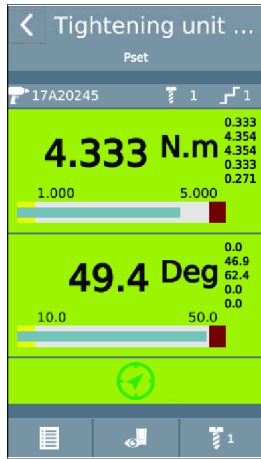 Tightening unit ...
Pset
17A20245 1 1
4.333 N.m
0.333
4.354
4.354
0.333
0.271
1.000 5.000
49.4 Deg
0.0
46.9
62.4
0.0
0.0
10.0 50.0
1